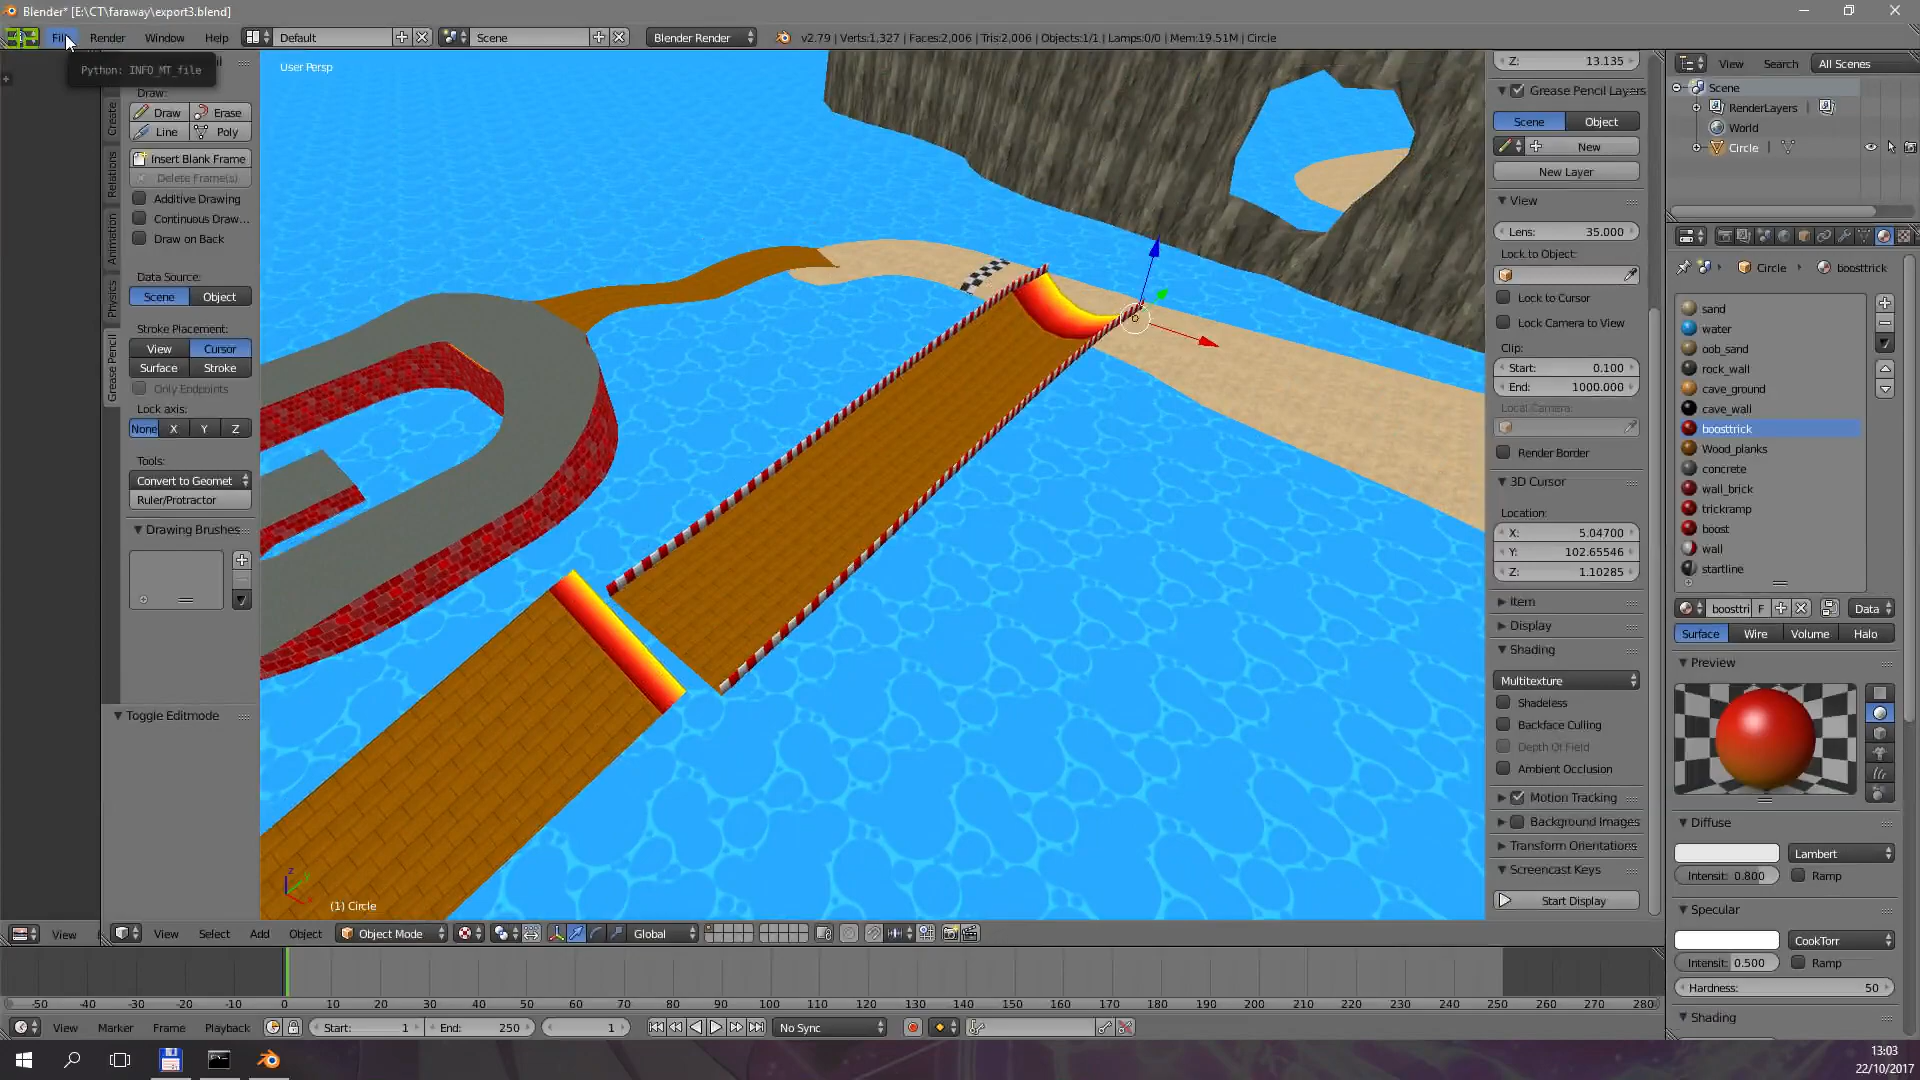 Blender* [E:\CT\faraway\export3.blend]
File Render Window Help Default Scene Blender Render v2.79 | Verts:1,327 | Faces:2,006 | Tris:2,006 | Objects:1/1 | Lamps:0/0 | Mem:19.51M | Circle
Python: INFO_MT_file
User Persp
Draw:
Draw Erase
Line Poly
Insert Blank Frame
Delete Frame(s)
Additive Drawing
Continuous Draw...
Draw on Back
Data Source:
Scene Object
Stroke Placement:
View Cursor
Surface Stroke
Only Endpoints
Lock axis:
None X Y Z
Tools:
Convert to Geomet
Ruler/Protractor
Drawing Brushes
Toggle Editmode
Create
Relations
Animation
Physics
Grease Pencil
(1) Circle
Z: 13.135
Grease Pencil Layers
Scene Object
New
New Layer
View
Lens: 35.000
Lock to Object:
Lock to Cursor
Lock Camera to View
Clip:
Start: 0.100
End: 1000.000
Local Camera:
Render Border
3D Cursor
Location:
X: 5.04700
Y: 102.65546
Z: 1.10285
Item
Display
Shading
Multitexture
Shadeless
Backface Culling
Depth Of Field
Ambient Occlusion
Motion Tracking
Background Images
Transform Orientations
Screencast Keys
Start Display
View Search All Scenes
Scene
RenderLayers
World
Circle
Circle boosttrick
sand
water
oob_sand
rock_wall
cave_ground
cave_wall
boosttrick
Wood_planks
concrete
wall_brick
trickramp
boost
wall
startline
boosttri F Data
Surface Wire Volume Halo
Preview
Diffuse
Lambert
Intensit: 0.800 Ramp
Specular
CookTorr
Intensit: 0.500 Ramp
Hardness: 50
Shading
View View Select Add Object Object Mode Global
-50 -40 -30 -20 -10 0 10 20 30 40 50 60 70 80 90 100 110 120 130 140 150 160 170 180 190 200 210 220 230 240 250 260 270 280
View Marker Frame Playback Start: 1 End: 250 1 No Sync
13:03
22/10/2017